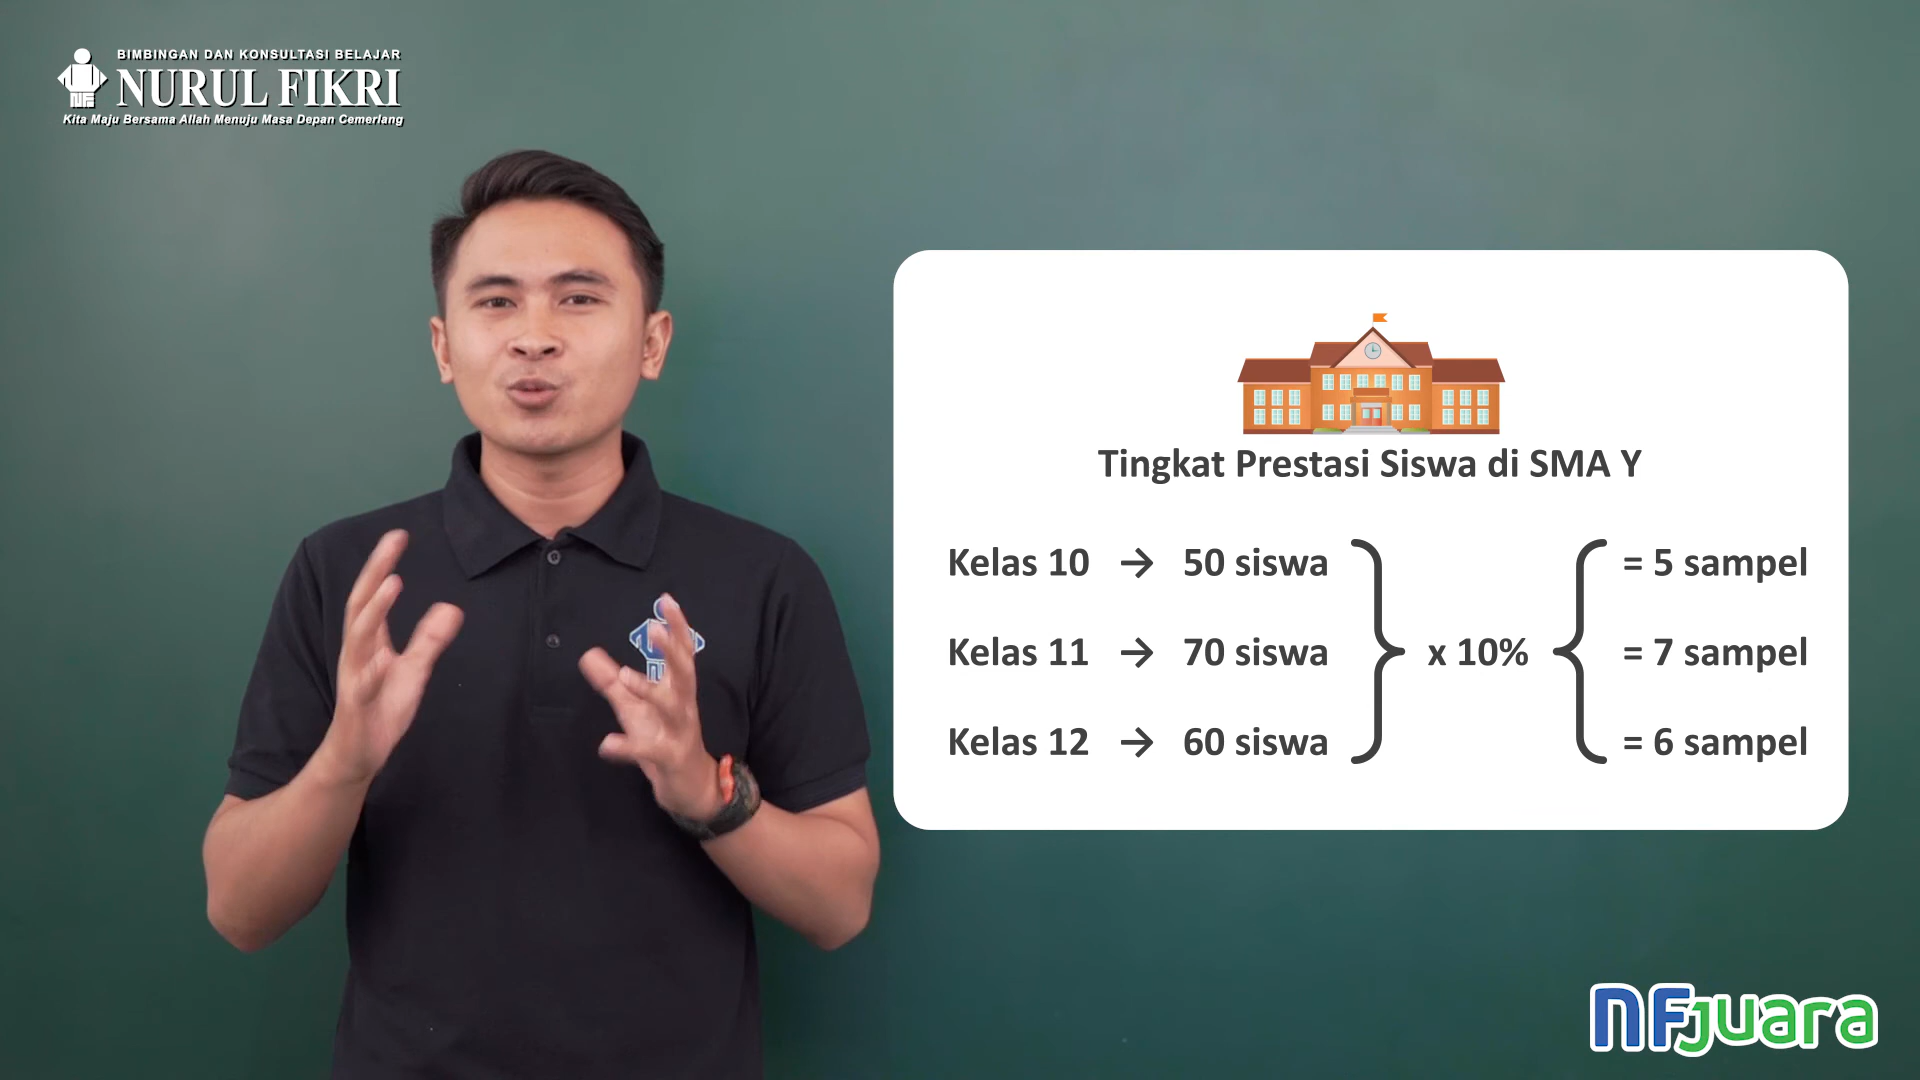 BIMBINGAN DAN KONSULTASI BELAJAR
NURUL FIKRI
NF
Kita Maju Bersama Allah Menuju Masa Depan Cemerlang
Tingkat Prestasi Siswa di SMA Y
Kelas 10 → 50 siswa
Kelas 11 → 70 siswa
Kelas 12 → 60 siswa
x 10%
= 5 sampel
= 7 sampel
= 6 sampel
NFjuara